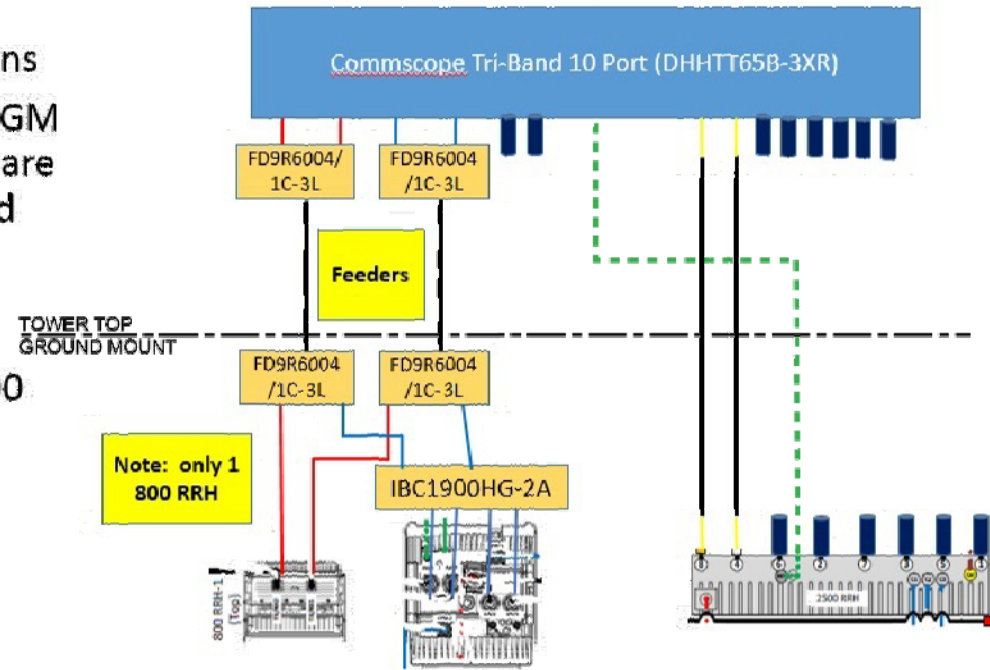 ns
GM
are
d
Commscope Tri-Band 10 Port (DHHTT65B-3XR)
FD9R6004/
1C-3L
FD9R6004
/1C-3L
Feeders
TOWER TOP
GROUND MOUNT
FD9R6004
/1C-3L
FD9R6004
/1C-3L
Note: only 1
800 RRH
IBC1900HG-2A
800 RRH-1
(Top)
2500 RRH